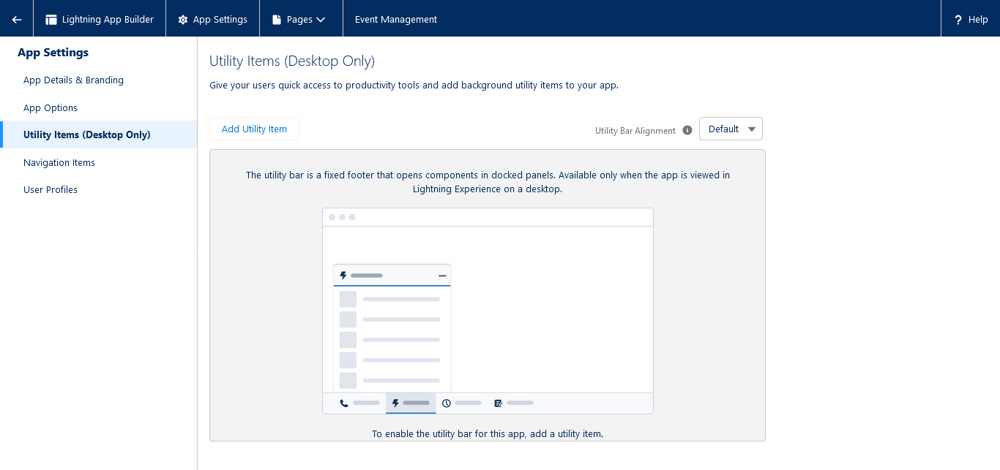 Lightning App Builder
App Settings
Pages
Event Management
? Help
App Settings
App Details & Branding
App Options
Utility Items (Desktop Only)
Navigation Items
User Profiles
Utility Items (Desktop Only)
Give your users quick access to productivity tools and add background utility items to your app.
Add Utility Item
Utility Bar Alignment
Default
The utility bar is a fixed footer that opens components in docked panels. Available only when the app is viewed in
Lightning Experience on a desktop.
To enable the utility bar for this app, add a utility item.